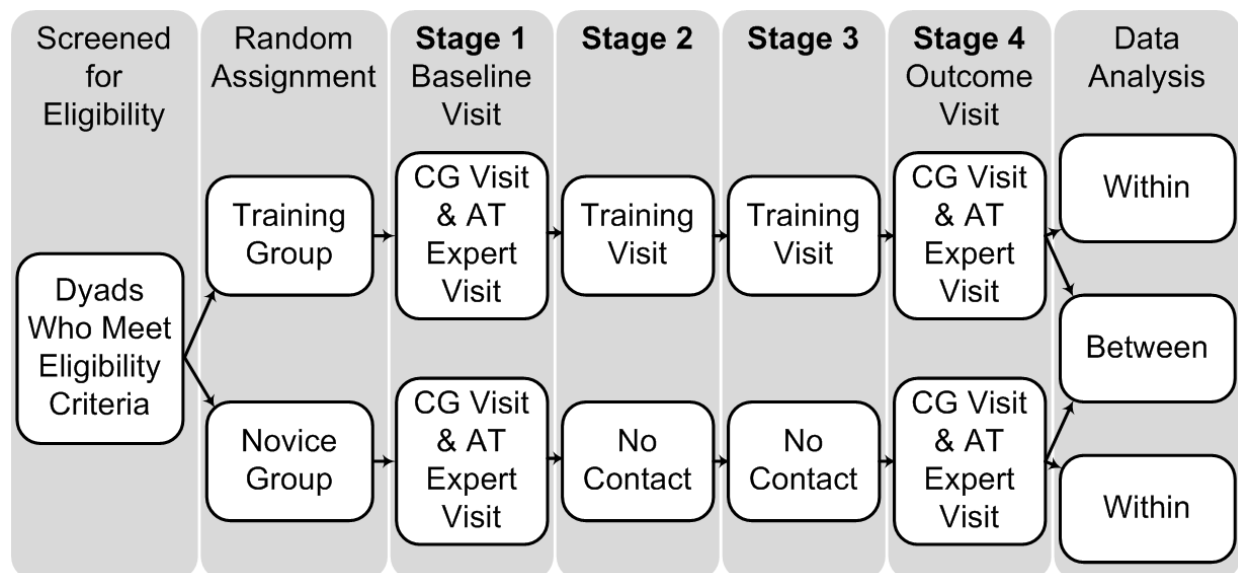 Screened
for
Eligibility
Random
Assignment
Stage 1
Baseline
Visit
Stage 2
Stage 3
Stage 4
Outcome
Visit
Data
Analysis
Dyads
Who Meet
Eligibility
Criteria
Training
Group
CG Visit
& AT
Expert
Visit
Training
Visit
Training
Visit
CG Visit
& AT
Expert
Visit
Within
Between
Novice
Group
CG Visit
& AT
Expert
Visit
No
Contact
No
Contact
CG Visit
& AT
Expert
Visit
Within